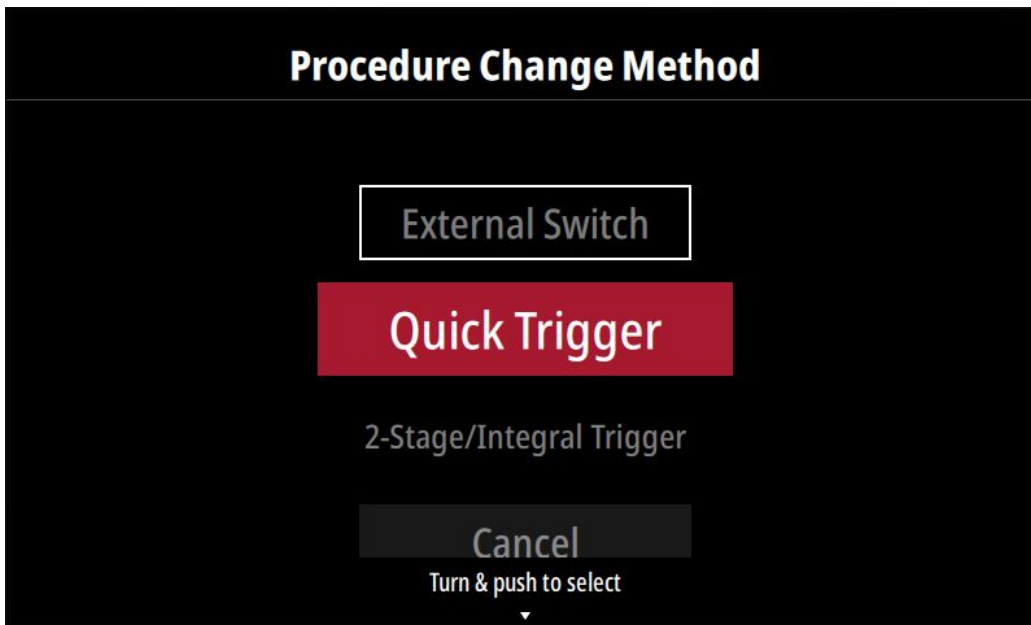 Procedure Change Method
External Switch
Quick Trigger
2-Stage/Integral Trigger
Cancel
Turn & push to select